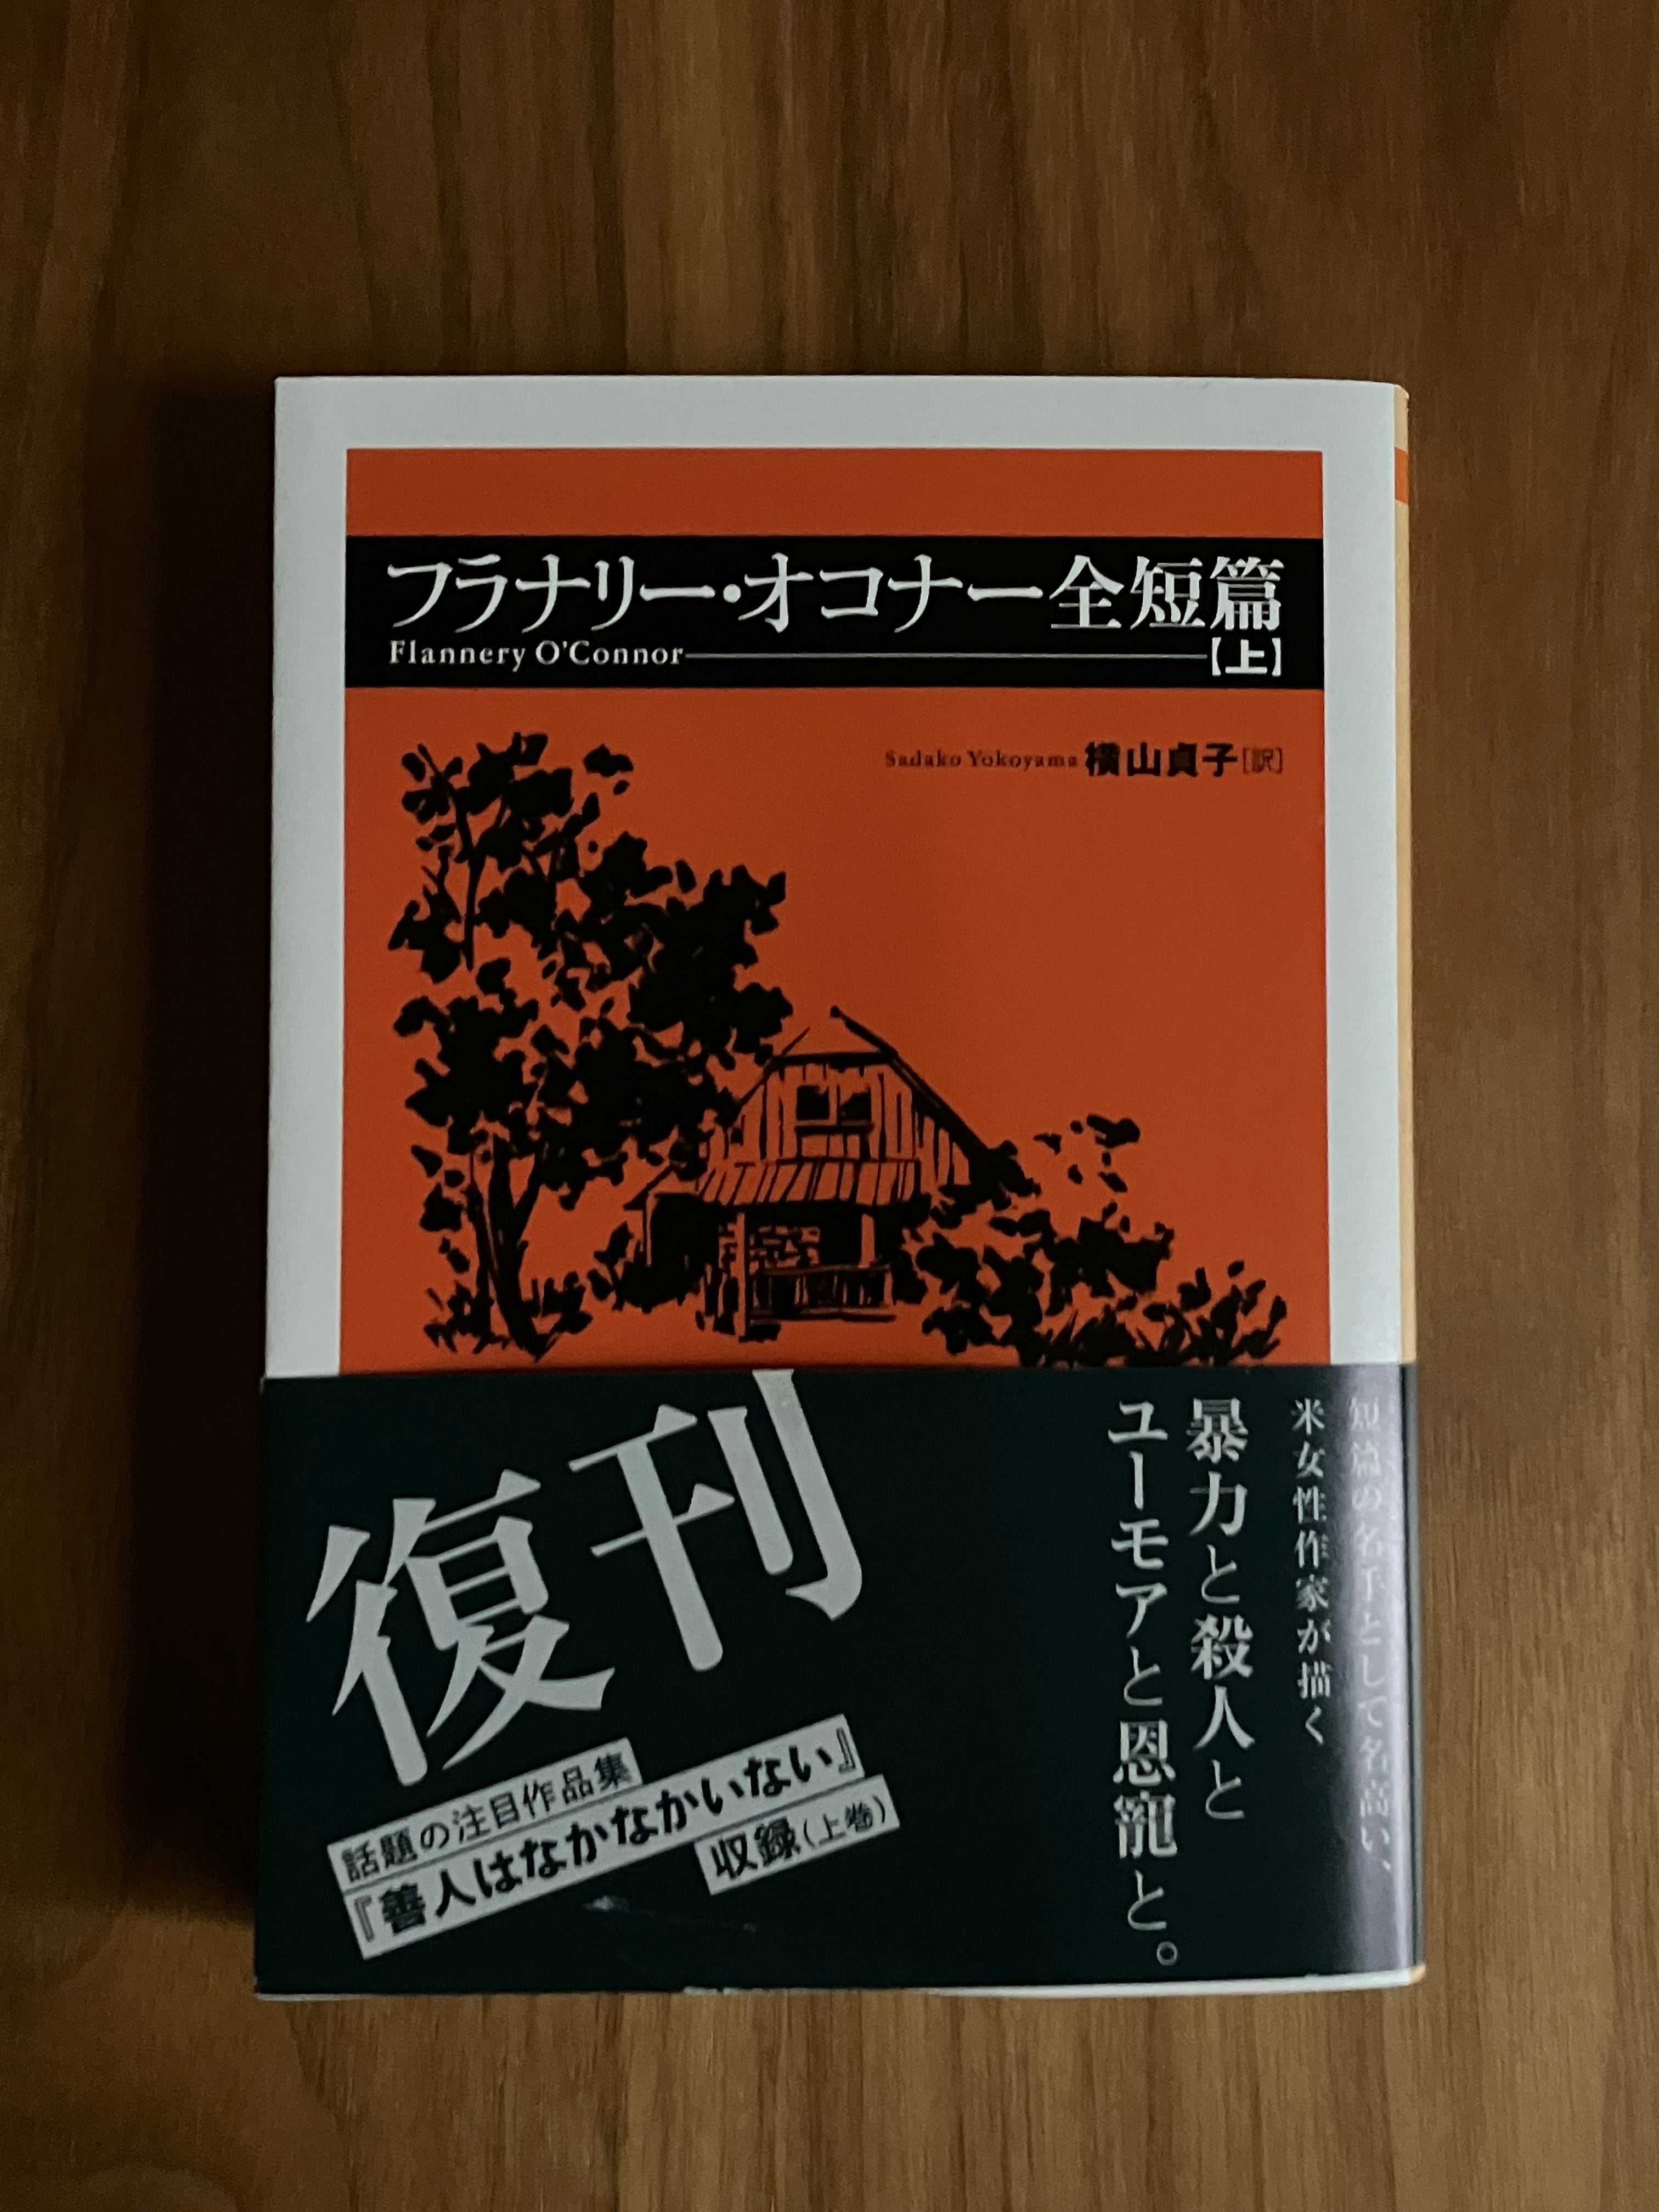 フラナリー・オコナー全短篇
Flannery O'Connor
【上】
Sadako Yokoyama 横山貞子[訳]
短篇の名手として名高い、
米女性作家が描く
暴力と殺人と
ユーモアと恩寵と。
復刊
話題の注目作品集
『善人はなかなかいない』
収録(上巻)